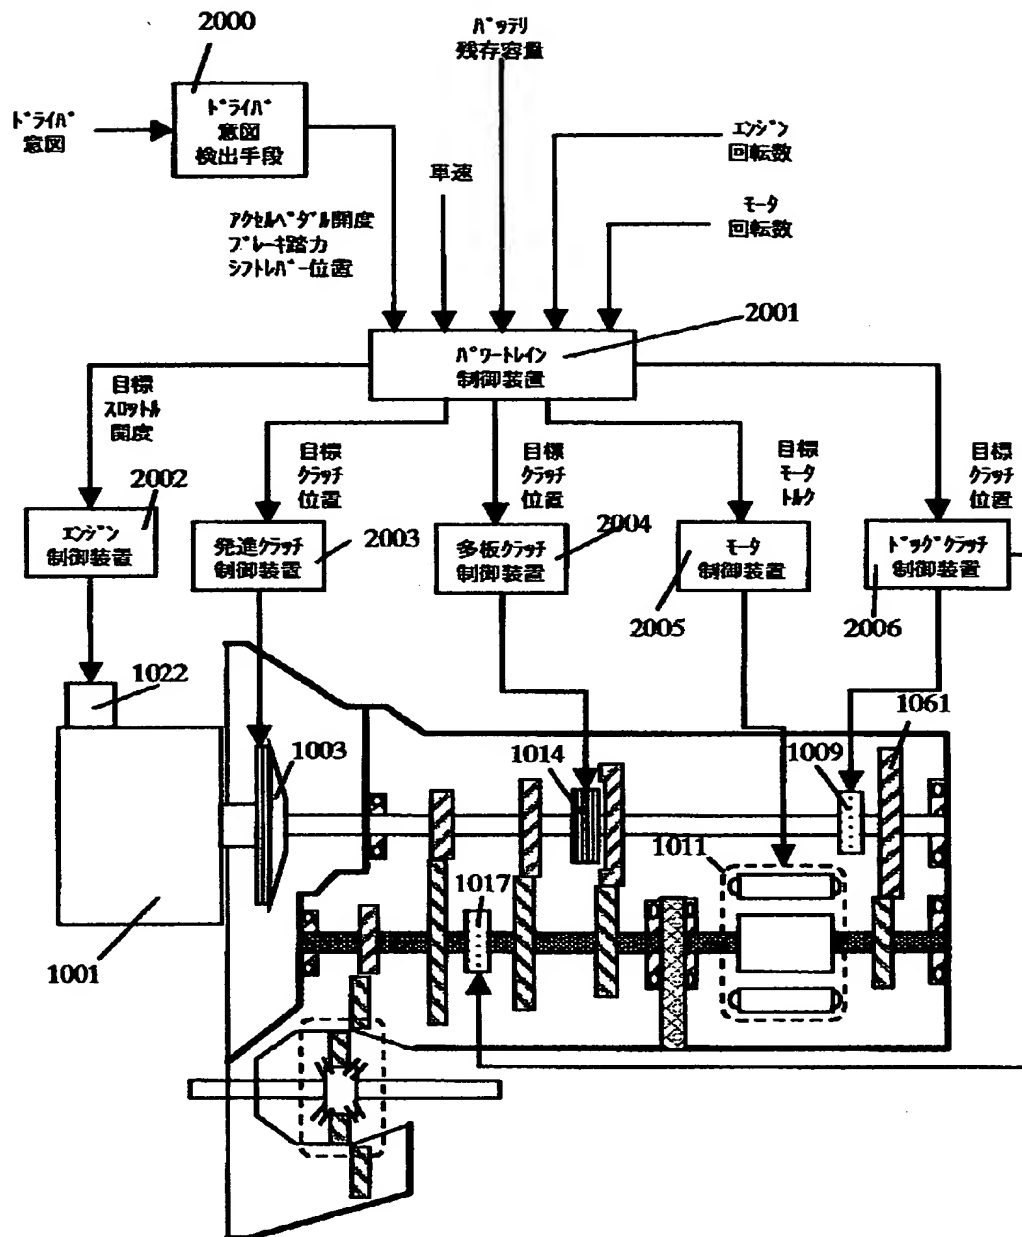 2000
バッテリ
残存容量
ドライバ
意図
ドライバ
意図
検出手段
エンジン
回転数
車速
モータ
回転数
アクセルペダル開度
ブレーキ踏力
シフトレバー位置
2001
パワートレイン
制御装置
目標
スロットル
開度
目標
クラッチ
位置
目標
クラッチ
位置
目標
モータ
トルク
目標
クラッチ
位置
2002
エンジン
制御装置
発進クラッチ
制御装置
2003
多板クラッチ
制御装置
2004
モータ
制御装置
2005
ドッグクラッチ
制御装置
2006
1022
1003
1014
1009
1061
1011
1017
1001